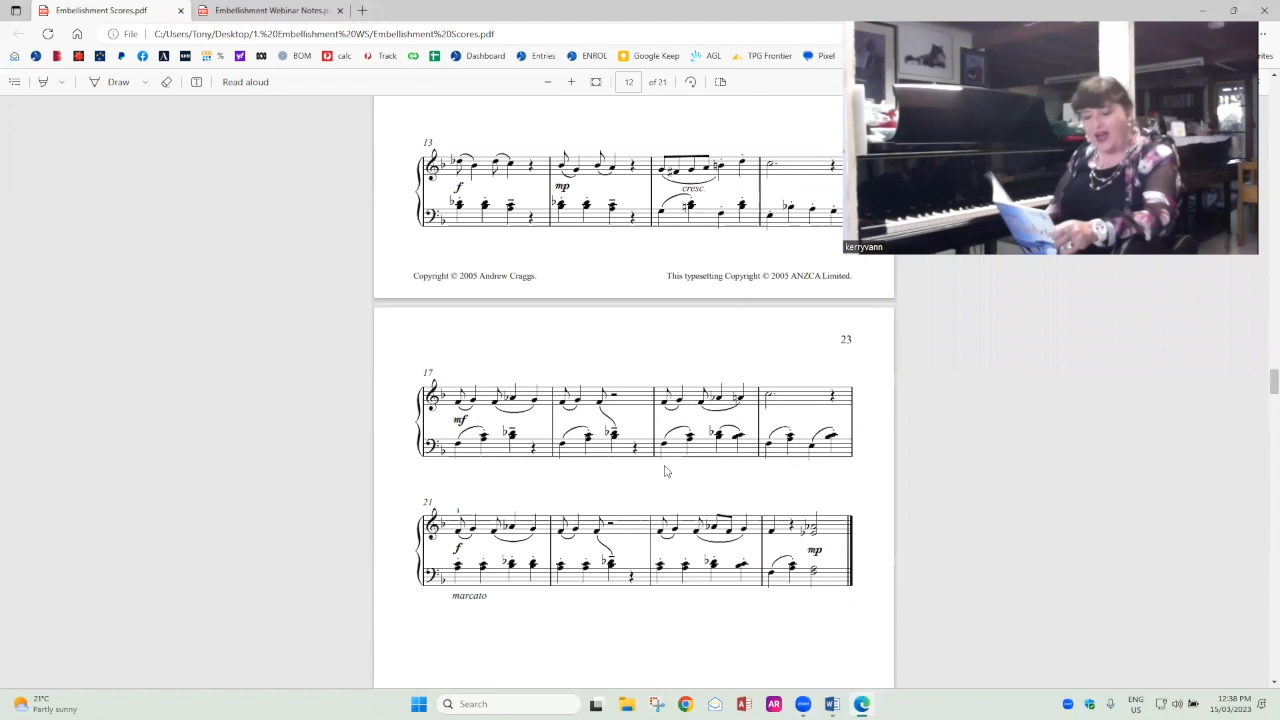 Embellishment Scores.pdf
Embellishment Webinar Notes.p
File C:/Users/Tony/Desktop/1.%20Embellishment%20WS/Embellishment%20Scores.pdf
BOM calc Track Dashboard Entries ENROL Google Keep AGL TPG Frontier Pixel
Draw Read aloud 12 of 21
kerryvann
13
f mp cresc.
Copyright © 2005 Andrew Craggs. This typesetting Copyright © 2005 ANZCA Limited.
23
17
mf
21
f mp
marcato
21°C
Partly sunny
Search
ENG
US
12:38 PM
15/03/2023